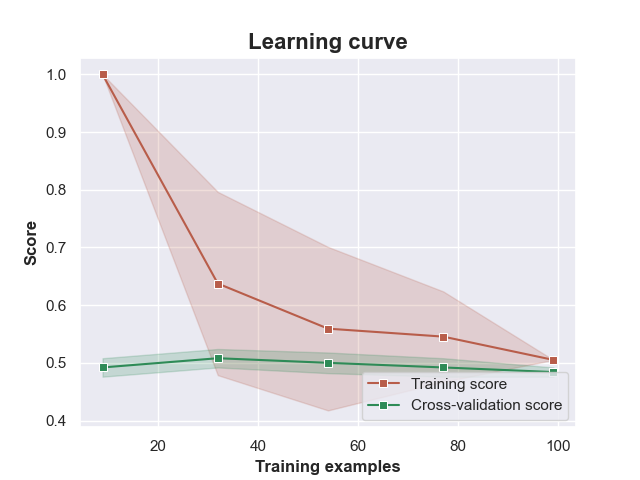 Learning curve
1.0
0.9
0.8
0.7
0.6
0.5
0.4
Score
Training score
Cross-validation score
20 40 60 80 100
Training examples